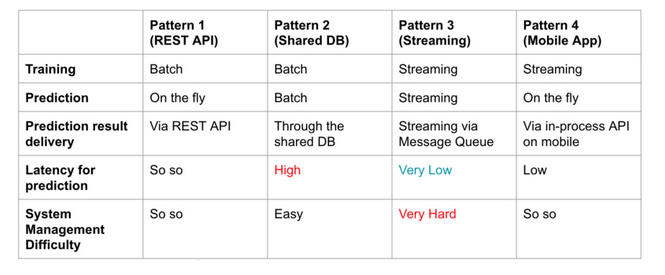 Pattern 1 Pattern 2 Pattern 3 Pattern 4
(REST API) (Shared DB) (Streaming) (Mobile App)
Training Batch Batch Streaming Streaming
Prediction On the fly Batch Streaming On the fly
Prediction result Via REST API Through the Streaming via Via in-process API
delivery shared DB Message Queue on mobile
Latency for So so High Very Low Low
prediction
System So so Easy Very Hard So so
Management
Difficulty